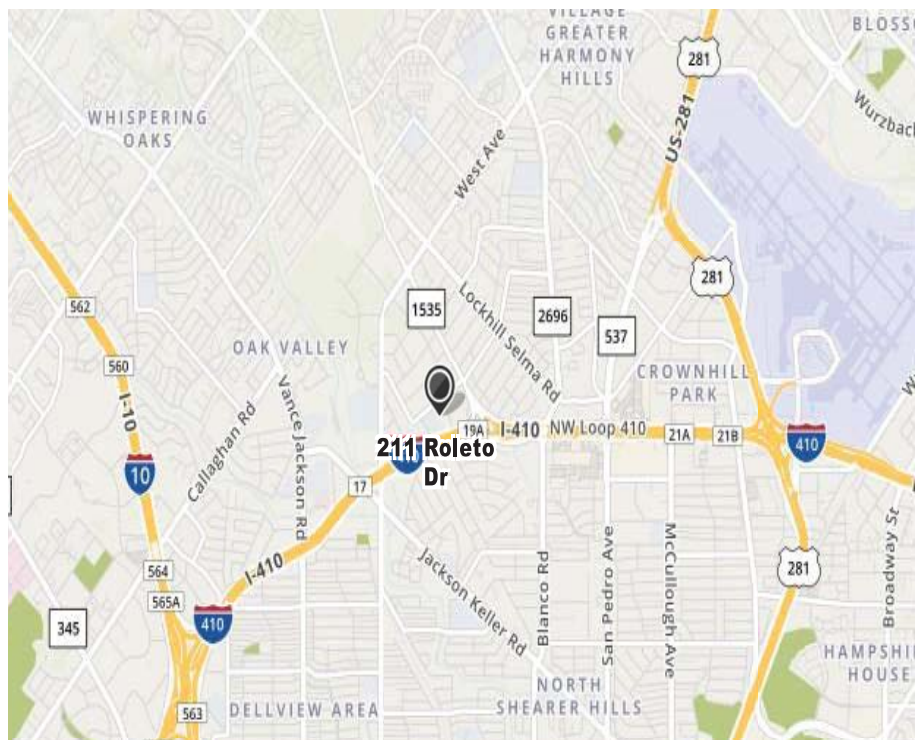 VILLAGE
GREATER
HARMONY
HILLS
BLOSSO
281
WHISPERING
OAKS
West Ave
US-281
Wurzbach
281
562
1535
Lockhill Selma Rd
2696
537
OAK VALLEY
560
I-10
Vance Jackson Rd
Callaghan Rd
CROWNHILL
PARK
19A
I-410
NW Loop 410
21A
21B
410
211 Roleto
Dr
10
17
I-410
564
565A
410
345
Jackson Keller Rd
Blanco Rd
San Pedro Ave
McCullough Ave
281
Broadway St
HAMPSHI
HOUSE
NORTH
SHEARER HILLS
563
DELLVIEW AREA